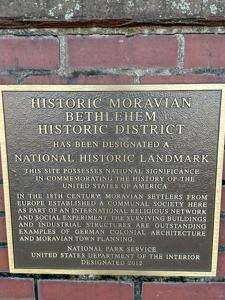 HISTORIC MORAVIAN
BETHLEHEM
HISTORIC DISTRICT
HAS BEEN DESIGNATED A
NATIONAL HISTORIC LANDMARK
THIS SITE POSSESSES NATIONAL SIGNIFICANCE
IN COMMEMORATING THE HISTORY OF THE
UNITED STATES OF AMERICA
IN THE 18TH CENTURY MORAVIAN SETTLERS FROM
EUROPE ESTABLISHED A COMMUNAL SOCIETY HERE
AS PART OF AN INTERNATIONAL RELIGIOUS NETWORK
AND SOCIAL EXPERIMENT THE SURVIVING BUILDINGS
AND INDUSTRIAL STRUCTURES ARE OUTSTANDING
EXAMPLES OF GERMAN COLONIAL ARCHITECTURE
AND MORAVIAN TOWN PLANNING.
NATIONAL PARK SERVICE
UNITED STATES DEPARTMENT OF THE INTERIOR
DESIGNATED 2012